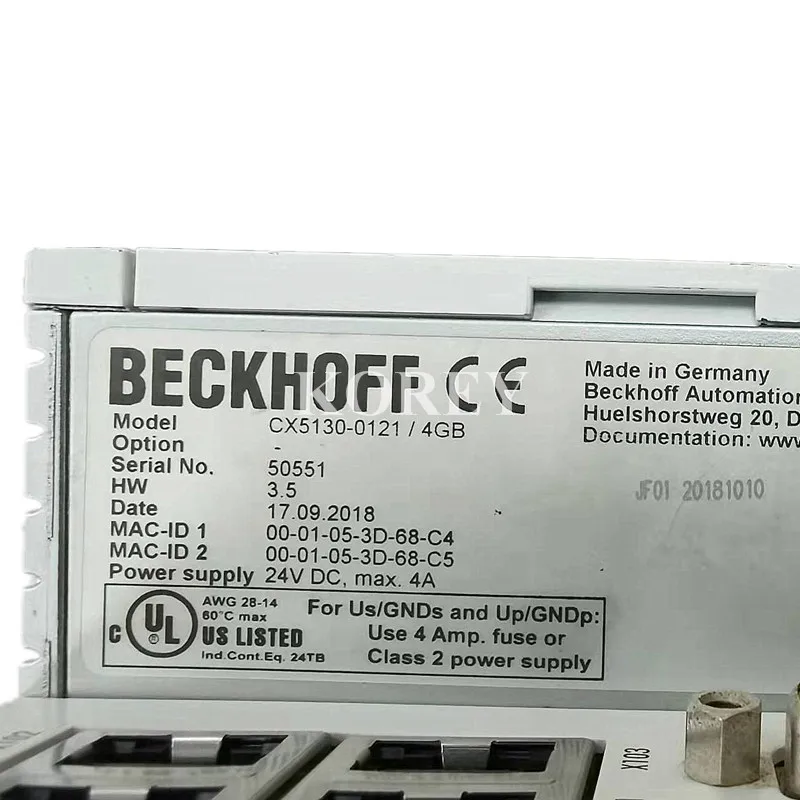 BECKHOFF CE
Made in Germany
Beckhoff Automation
Huelshorstweg 20, D
Documentation: www
KOREY
Model CX5130-0121 / 4GB
Option -
Serial No. 50551
HW 3.5
Date 17.09.2018
MAC-ID 1 00-01-05-3D-68-C4
MAC-ID 2 00-01-05-3D-68-C5
Power supply 24V DC, max. 4A
JF01 20181010
C UL US LISTED
AWG 28-14
60°C max
Ind.Cont.Eq. 24TB
For Us/GNDs and Up/GNDp:
Use 4 Amp. fuse or
Class 2 power supply
X103